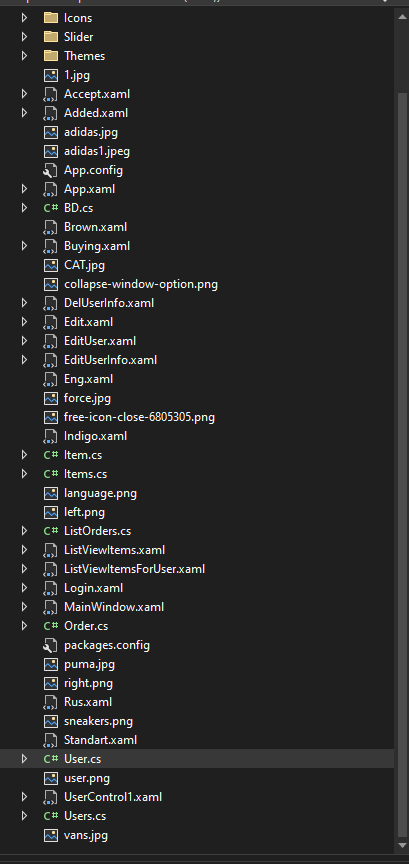 Icons
Slider
Themes
1.jpg
Accept.xaml
Added.xaml
adidas.jpg
adidas1.jpeg
App.config
App.xaml
C# BD.cs
Brown.xaml
Buying.xaml
CAT.jpg
collapse-window-option.png
DelUserInfo.xaml
Edit.xaml
EditUser.xaml
EditUserInfo.xaml
Eng.xaml
force.jpg
free-icon-close-6805305.png
Indigo.xaml
C# Item.cs
C# Items.cs
language.png
left.png
C# ListOrders.cs
ListViewItems.xaml
ListViewItemsForUser.xaml
Login.xaml
MainWindow.xaml
C# Order.cs
packages.config
puma.jpg
right.png
Rus.xaml
sneakers.png
Standart.xaml
C# User.cs
user.png
UserControl1.xaml
C# Users.cs
vans.jpg